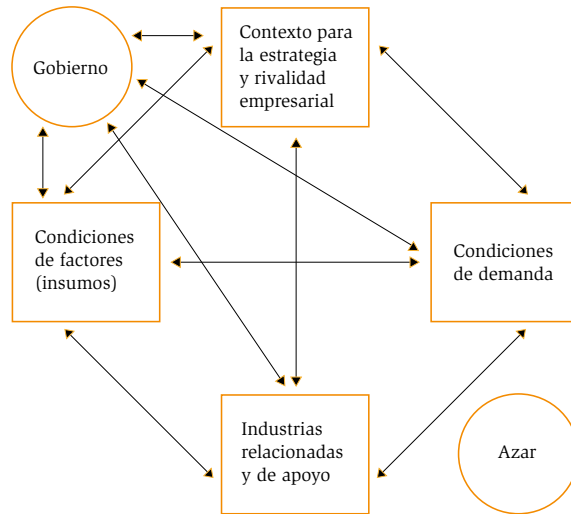 Gobierno
Contexto para
la estrategia
y rivalidad
empresarial
Condiciones
de factores
(insumos)
Condiciones
de demanda
Industrias
relacionadas
y de apoyo
Azar